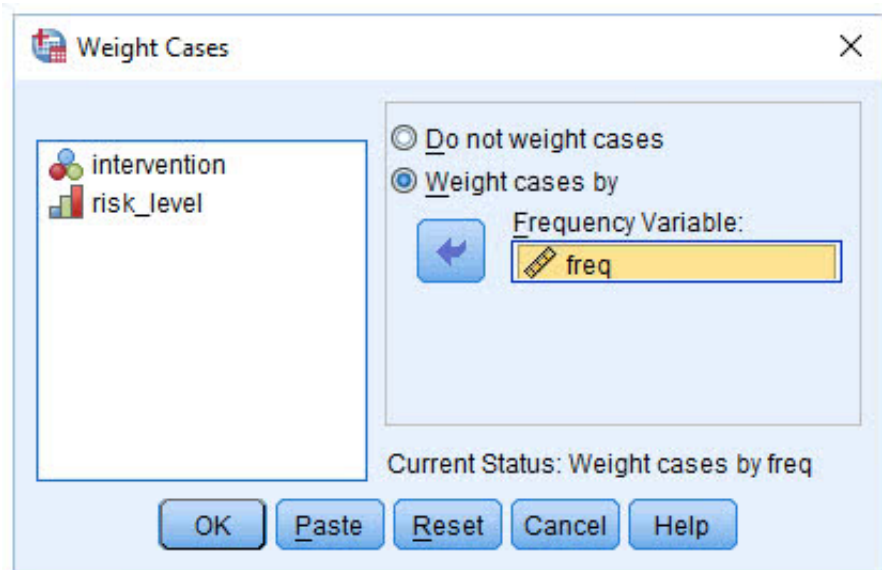 Weight Cases
intervention
risk_level
Do not weight cases
Weight cases by
Frequency Variable:
freq
Current Status: Weight cases by freq
OK Paste Reset Cancel Help